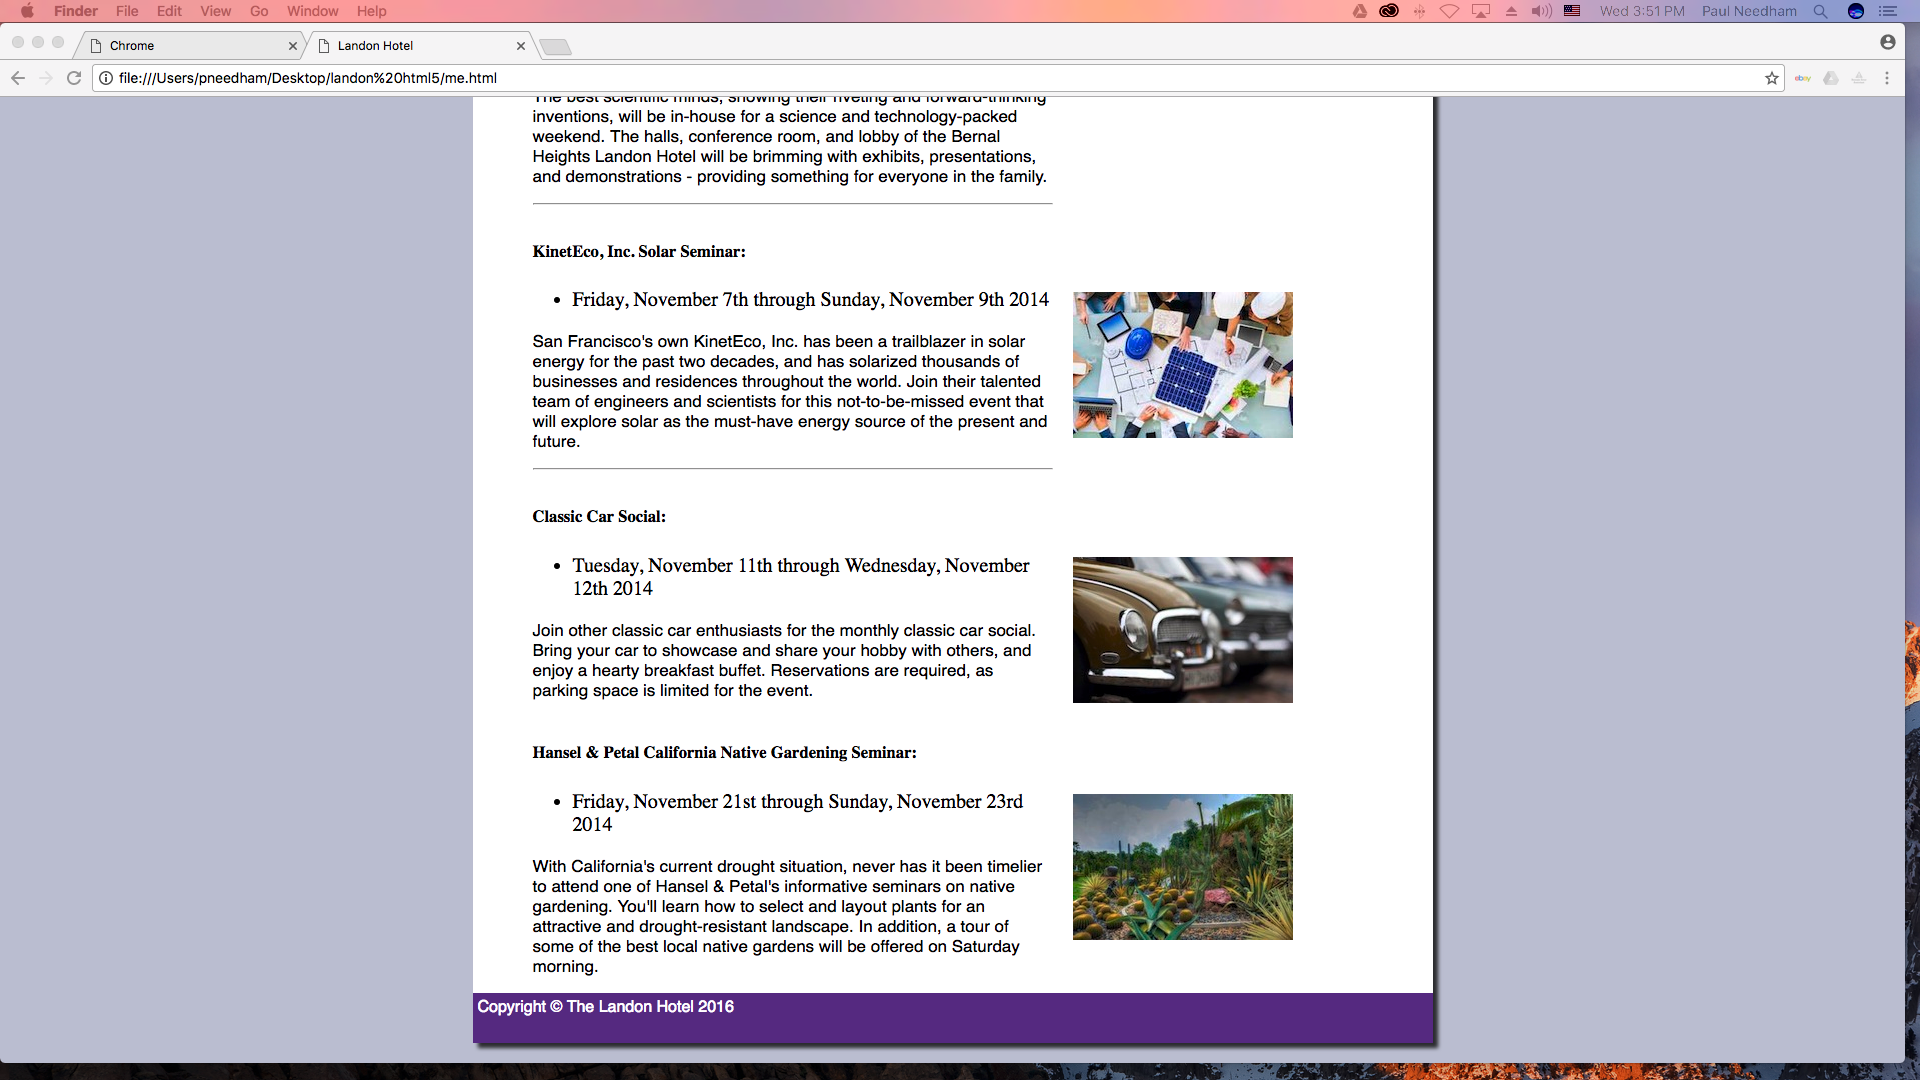 Finder File Edit View Go Window Help Wed 3:51 PM Paul Needham
Chrome Landon Hotel
file:///Users/pneedham/Desktop/landon%20html5/me.html ebay
The best scientific minds, showing their riveting and forward-thinking
inventions, will be in-house for a science and technology-packed
weekend. The halls, conference room, and lobby of the Bernal
Heights Landon Hotel will be brimming with exhibits, presentations,
and demonstrations - providing something for everyone in the family.
KinetEco, Inc. Solar Seminar:
• Friday, November 7th through Sunday, November 9th 2014
San Francisco's own KinetEco, Inc. has been a trailblazer in solar
energy for the past two decades, and has solarized thousands of
businesses and residences throughout the world. Join their talented
team of engineers and scientists for this not-to-be-missed event that
will explore solar as the must-have energy source of the present and
future.
Classic Car Social:
• Tuesday, November 11th through Wednesday, November
12th 2014
Join other classic car enthusiasts for the monthly classic car social.
Bring your car to showcase and share your hobby with others, and
enjoy a hearty breakfast buffet. Reservations are required, as
parking space is limited for the event.
Hansel & Petal California Native Gardening Seminar:
• Friday, November 21st through Sunday, November 23rd
2014
With California's current drought situation, never has it been timelier
to attend one of Hansel & Petal's informative seminars on native
gardening. You'll learn how to select and layout plants for an
attractive and drought-resistant landscape. In addition, a tour of
some of the best local native gardens will be offered on Saturday
morning.
Copyright © The Landon Hotel 2016